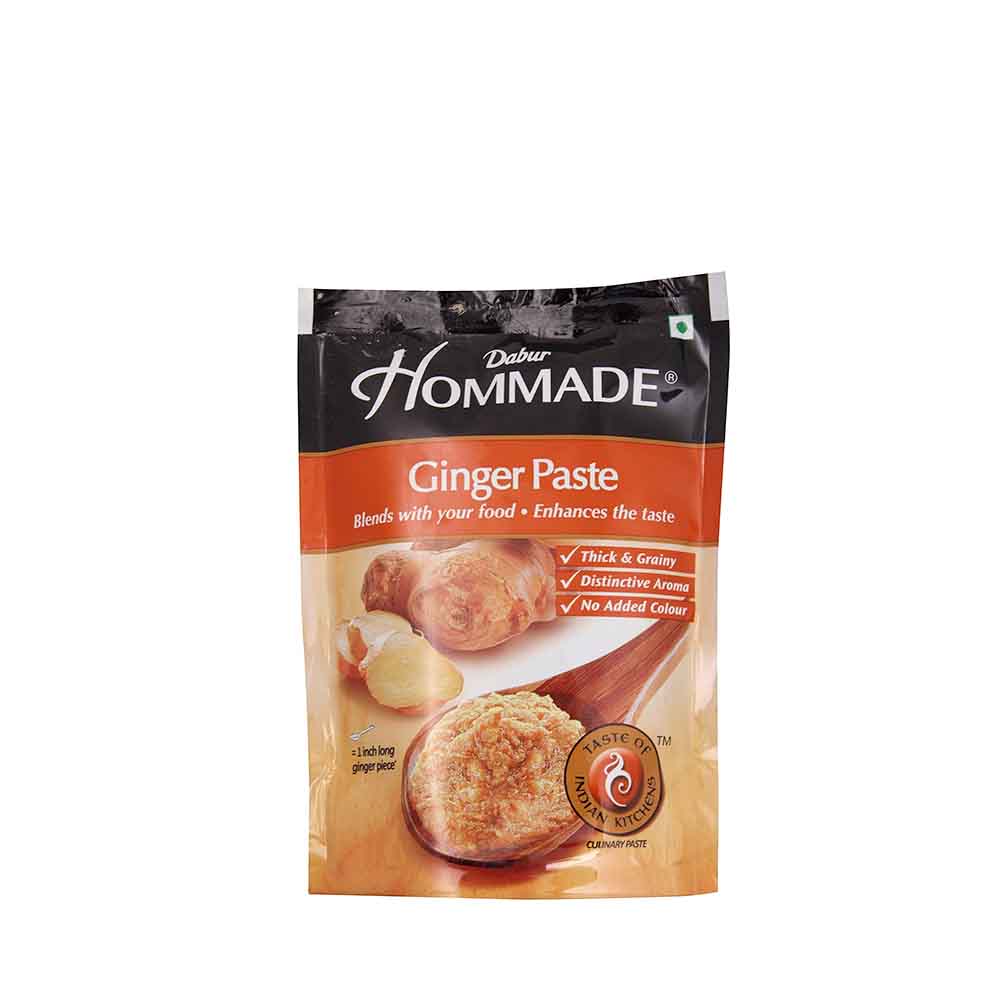 Dabur
HOMMADE®
Ginger Paste
Blends with your food • Enhances the taste
✓ Thick & Grainy
✓ Distinctive Aroma
✓ No Added Colour
= 1 inch long
ginger piece*
TASTE OF
INDIAN KITCHENS
TM
CULINARY PASTE